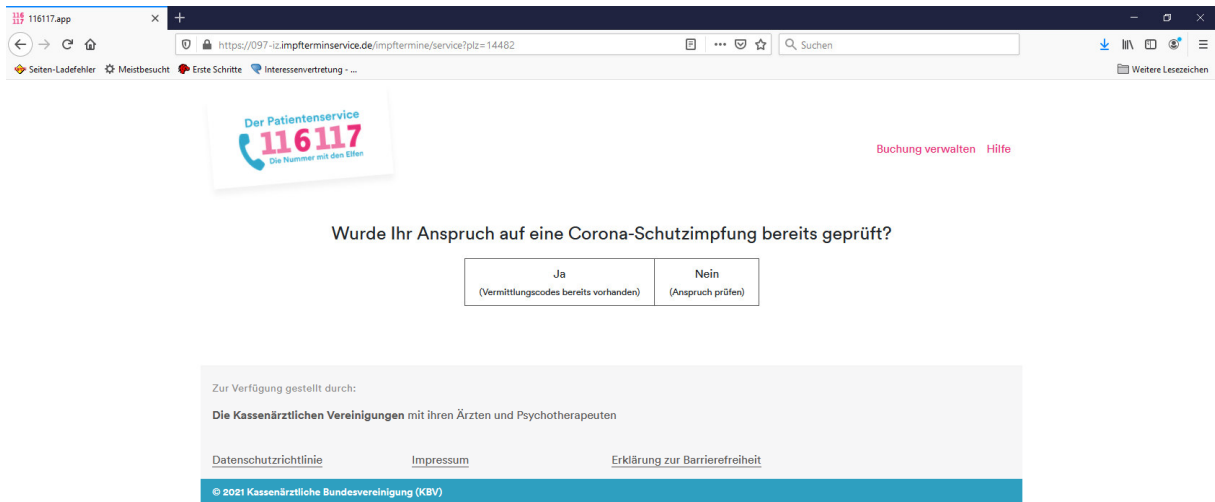 116 117 116117.app
https://097-iz.impfterminservice.de/impftermine/service?plz=14482
Suchen
Seiten-Ladefehler Meistbesucht Erste Schritte Interessenvertretung - ... Weitere Lesezeichen
Der Patientenservice
116117
Die Nummer mit den Elfen
Buchung verwalten Hilfe
Wurde Ihr Anspruch auf eine Corona-Schutzimpfung bereits geprüft?
Ja Nein
(Vermittlungscodes bereits vorhanden) (Anspruch prüfen)
Zur Verfügung gestellt durch:
Die Kassenärztlichen Vereinigungen mit ihren Ärzten und Psychotherapeuten
Datenschutzrichtlinie Impressum Erklärung zur Barrierefreiheit
© 2021 Kassenärztliche Bundesvereinigung (KBV)